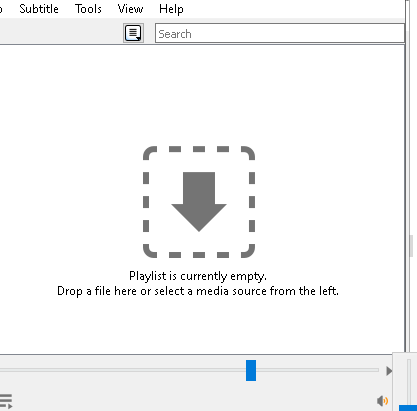 Subtitle Tools View Help
Search
Playlist is currently empty.
Drop a file here or select a media source from the left.